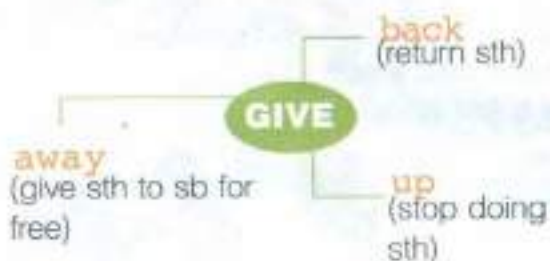 back
(return sth)
GIVE
away
(give sth to sb for
free)
up
(stop doing
sth)